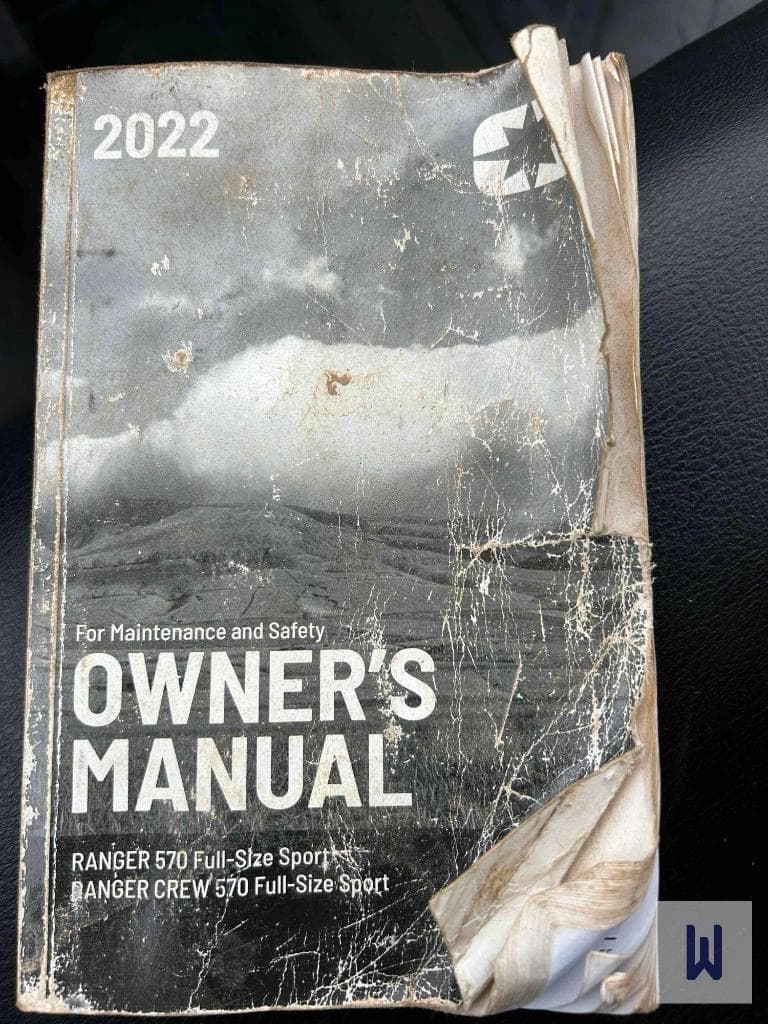 2022
For Maintenance and Safety
OWNER'S
MANUAL
RANGER 570 Full-Size Sport
RANGER CREW 570 Full-Size Sport
W